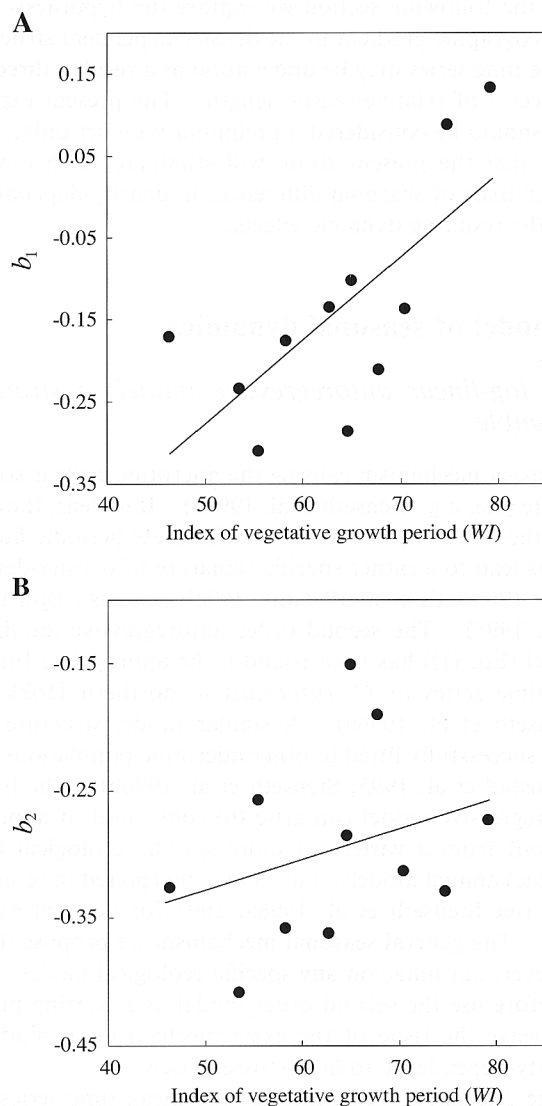 A
0.15
0.05
-0.05
-0.15
-0.25
-0.35
b1
40 50 60 70 80 90
Index of vegetative growth period (WI)
B
-0.15
-0.25
-0.35
-0.45
b2
40 50 60 70 80 90
Index of vegetative growth period (WI)